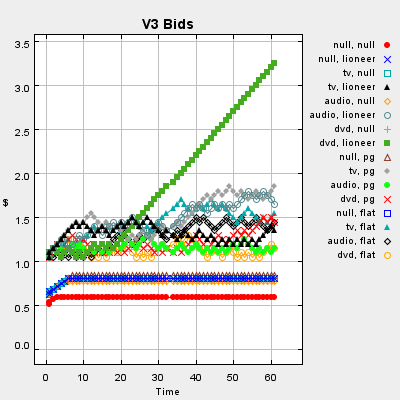 V3 Bids
3.5
3.0
2.5
2.0
1.5
1.0
0.5
0.0
$
0
10
20
30
40
50
60
Time
null, null
null, lioneer
tv, null
tv, lioneer
audio, null
audio, lioneer
dvd, null
dvd, lioneer
null, pg
tv, pg
audio, pg
dvd, pg
null, flat
tv, flat
audio, flat
dvd, flat